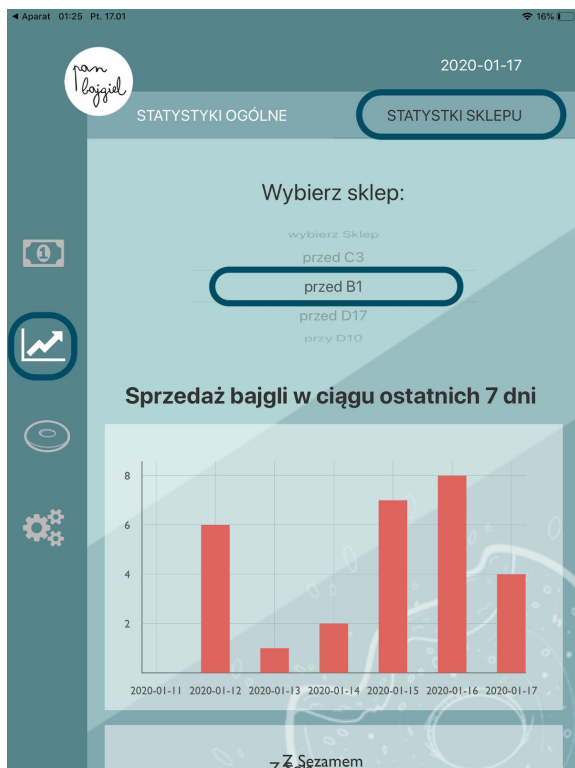 ◀ Aparat 01:25 Pt. 17.01 16%
pan
bajgiel
2020-01-17
STATYSTYKI OGÓLNE STATYSTKI SKLEPU
Wybierz sklep:
wybierz Sklep
przed C3
przed B1
przed D17
przy D10
1
Sprzedaż bajgli w ciągu ostatnich 7 dni
8
6
4
2
2020-01-11 2020-01-12 2020-01-13 2020-01-14 2020-01-15 2020-01-16 2020-01-17
Z Sezamem